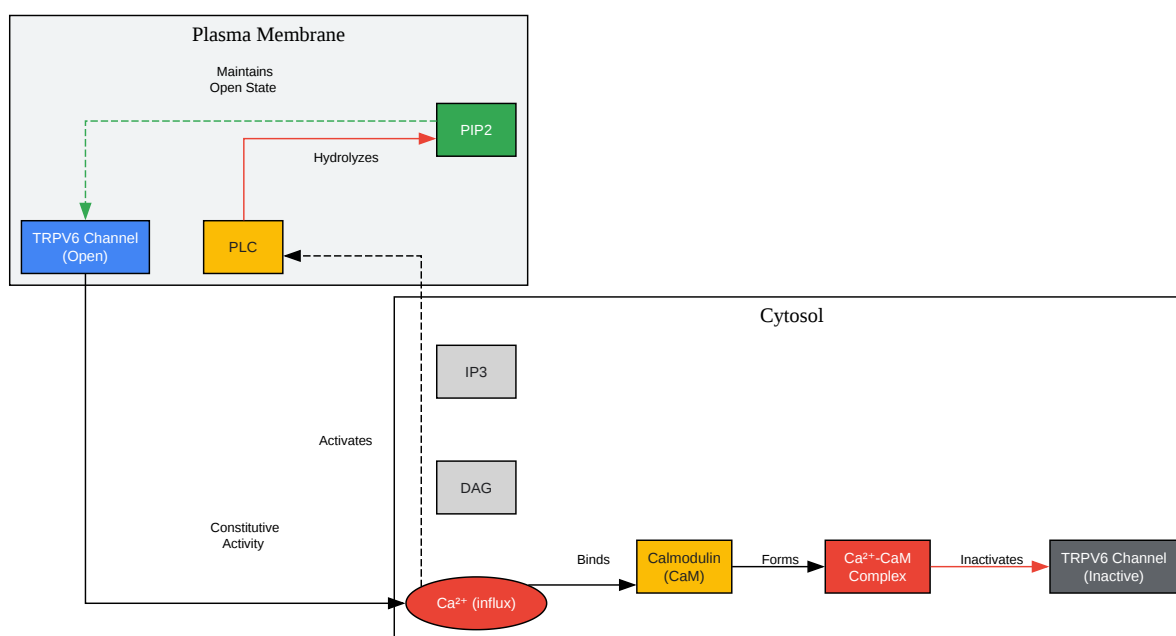 Plasma Membrane
Maintains
Open State
PIP2
Hydrolyzes
TRPV6 Channel
(Open)
PLC
Cytosol
IP3
Activates
DAG
Constitutive
Activity
Ca²⁺ (influx)
Binds
Calmodulin
(CaM)
Forms
Ca²⁺-CaM
Complex
Inactivates
TRPV6 Channel
(Inactive)